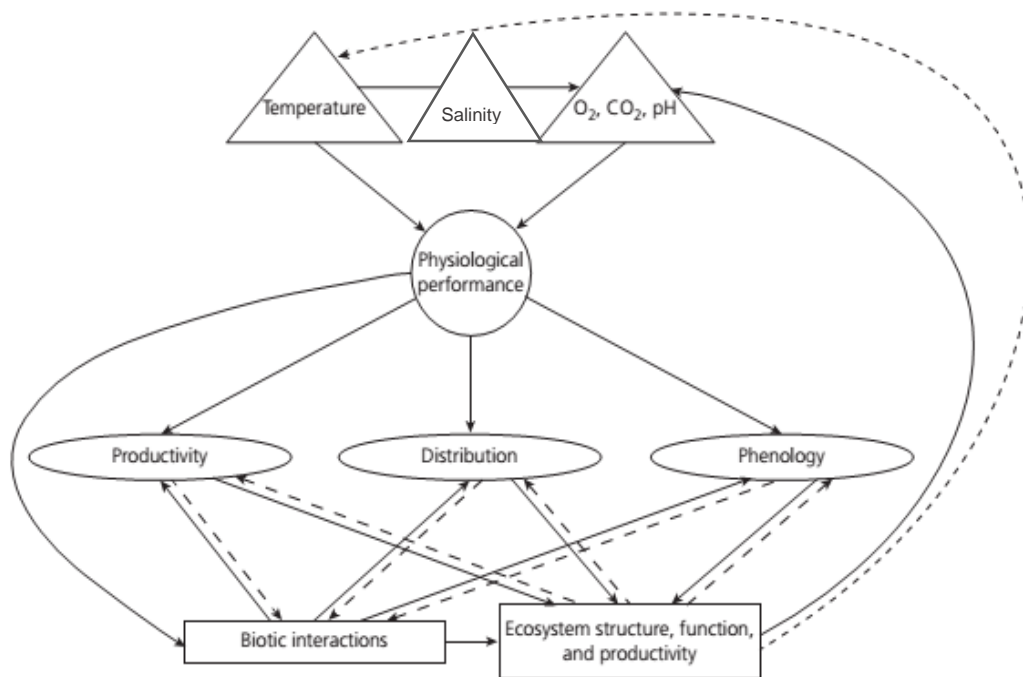 Temperature
Salinity
O₂, CO₂, pH
Physiological
performance
Productivity
Distribution
Phenology
Biotic interactions
Ecosystem structure, function,
and productivity